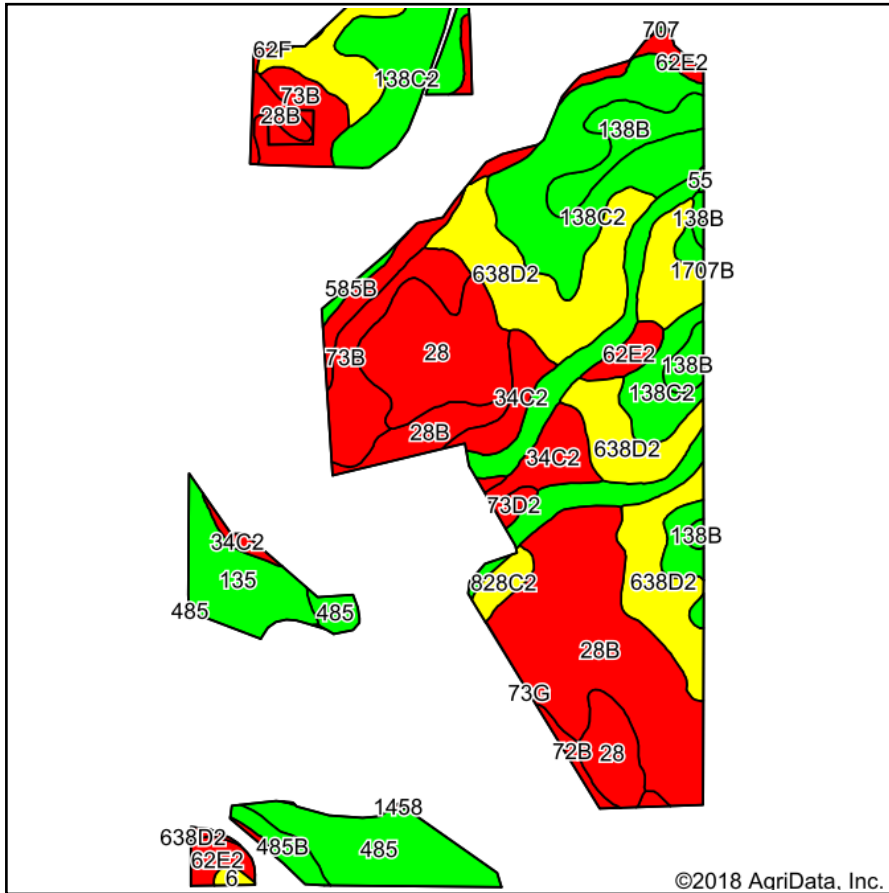 707
62F
62E2
138C2
73B
28B
138B
55
138C2
138B
638D2
1707B
585B
28
73B
62E2
138B
138C2
34C2
28B
638D2
34C2
73D2
138B
34C2
135
828C2
638D2
485
485
28B
73G
72B
28
1458
638D2
485B
485
62E2
6
©2018 AgriData, Inc.